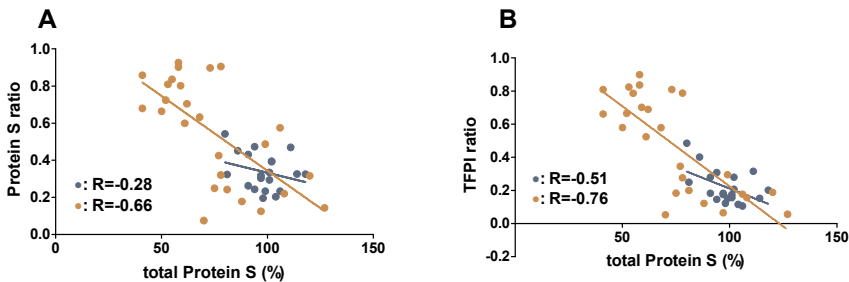 A
Protein S ratio
1.0
0.8
0.6
0.4
0.2
0.0
: R=-0.28
: R=-0.66
0
50
100
150
total Protein S (%)
B
TFPI ratio
1.0
0.8
0.6
0.4
0.2
0.0
-0.2
: R=-0.51
: R=-0.76
50
100
150
total Protein S (%)